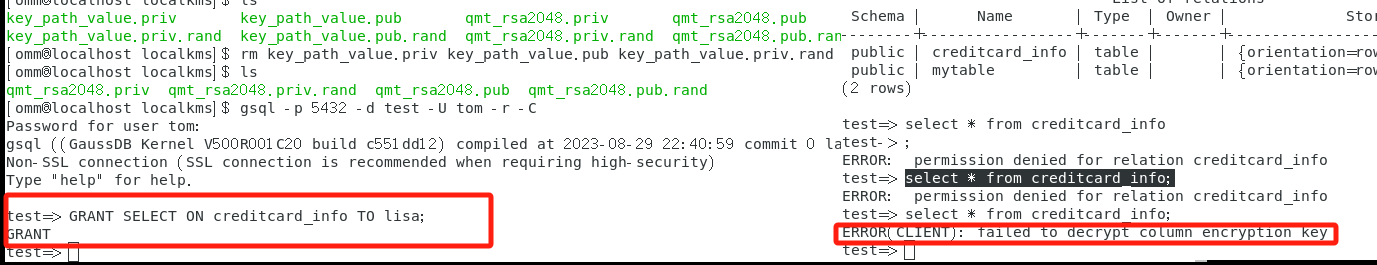 [omm@localhost localkms]$ ls
key_path_value.priv key_path_value.pub qmt_rsa2048.priv qmt_rsa2048.pub
key_path_value.priv.rand key_path_value.pub.rand qmt_rsa2048.priv.rand qmt_rsa2048.pub.ran
[omm@localhost localkms]$ rm key_path_value.priv key_path_value.pub key_path_value.priv.rand
[omm@localhost localkms]$ ls
qmt_rsa2048.priv qmt_rsa2048.priv.rand qmt_rsa2048.pub qmt_rsa2048.pub.rand
[omm@localhost localkms]$ gsql -p 5432 -d test -U tom -r -C
Password for user tom:
gsql ((GaussDB Kernel V500R001C20 build c551dd12) compiled at 2023-08-29 22:40:59 commit 0 la
Non-SSL connection (SSL connection is recommended when requiring high-security)
Type "help" for help.
test=> GRANT SELECT ON creditcard_info TO lisa;
GRANT
test=>
List of relations
Schema | Name | Type | Owner | Stor
public | creditcard_info | table | | {orientation=row
public | mytable | table | | {orientation=row
(2 rows)
test=> select * from creditcard_info
test-> ;
ERROR: permission denied for relation creditcard_info
test=> select * from creditcard_info;
ERROR: permission denied for relation creditcard_info
test=> select * from creditcard_info;
ERROR(CLIENT): failed to decrypt column encryption key
test=>